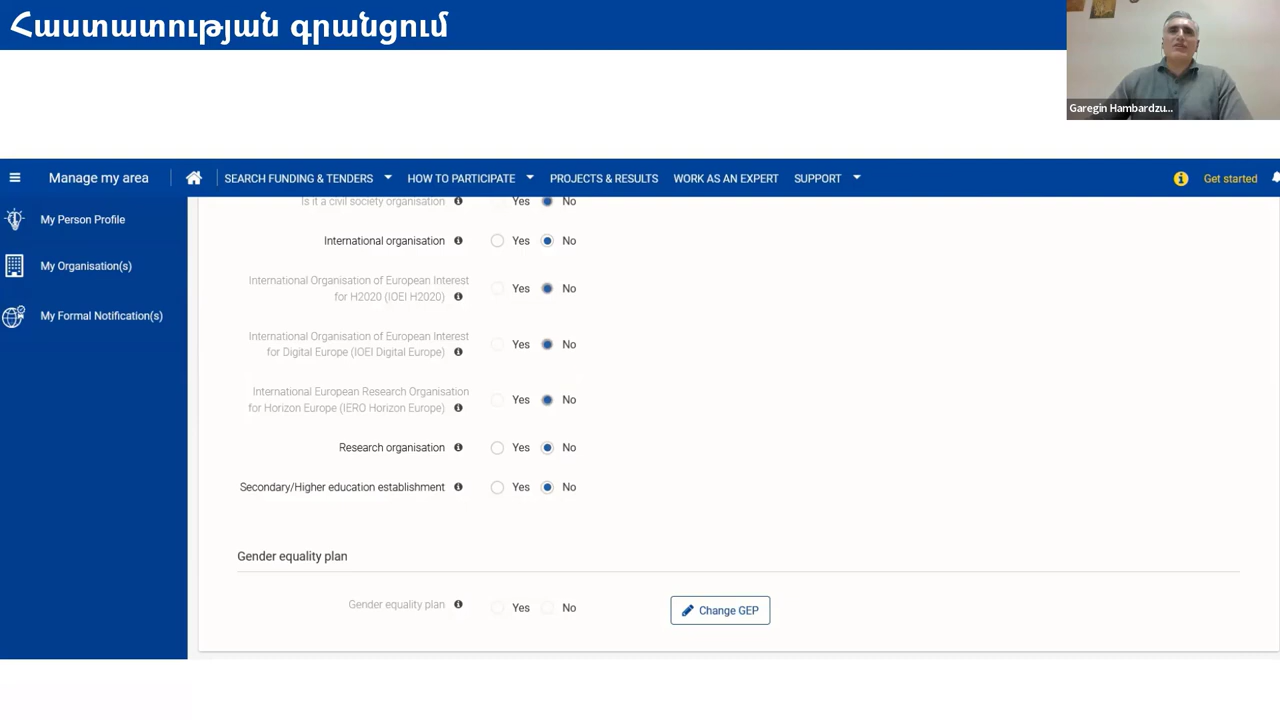 Հաստատության գրանցում
Garegin Hambardzu...
Manage my area
SEARCH FUNDING & TENDERS
HOW TO PARTICIPATE
PROJECTS & RESULTS
WORK AS AN EXPERT
SUPPORT
Get started
My Person Profile
My Organisation(s)
My Formal Notification(s)
Is it a civil society organisation Yes No
International organisation Yes No
International Organisation of European Interest
for H2020 (IOEI H2020) Yes No
International Organisation of European Interest
for Digital Europe (IOEI Digital Europe) Yes No
International European Research Organisation
for Horizon Europe (IERO Horizon Europe) Yes No
Research organisation Yes No
Secondary/Higher education establishment Yes No
Gender equality plan
Gender equality plan Yes No
Change GEP